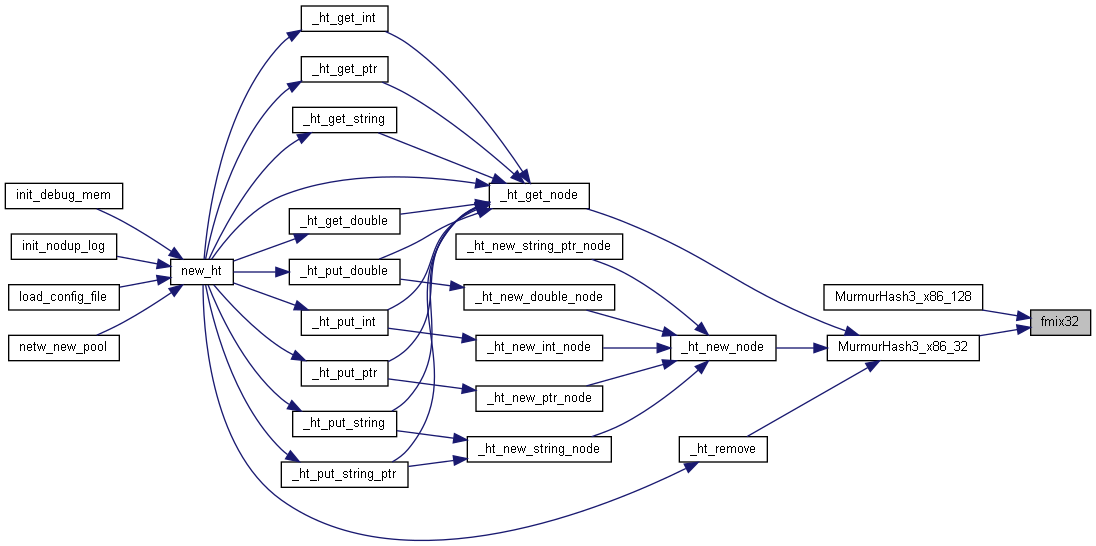 _ht_get_int
_ht_get_ptr
_ht_get_string
init_debug_mem
_ht_get_node
_ht_get_double
init_nodup_log
_ht_new_string_ptr_node
new_ht
_ht_put_double
load_config_file
_ht_new_double_node
MurmurHash3_x86_128
_ht_put_int
fmix32
netw_new_pool
_ht_new_int_node
_ht_new_node
MurmurHash3_x86_32
_ht_put_ptr
_ht_new_ptr_node
_ht_put_string
_ht_new_string_node
_ht_remove
_ht_put_string_ptr